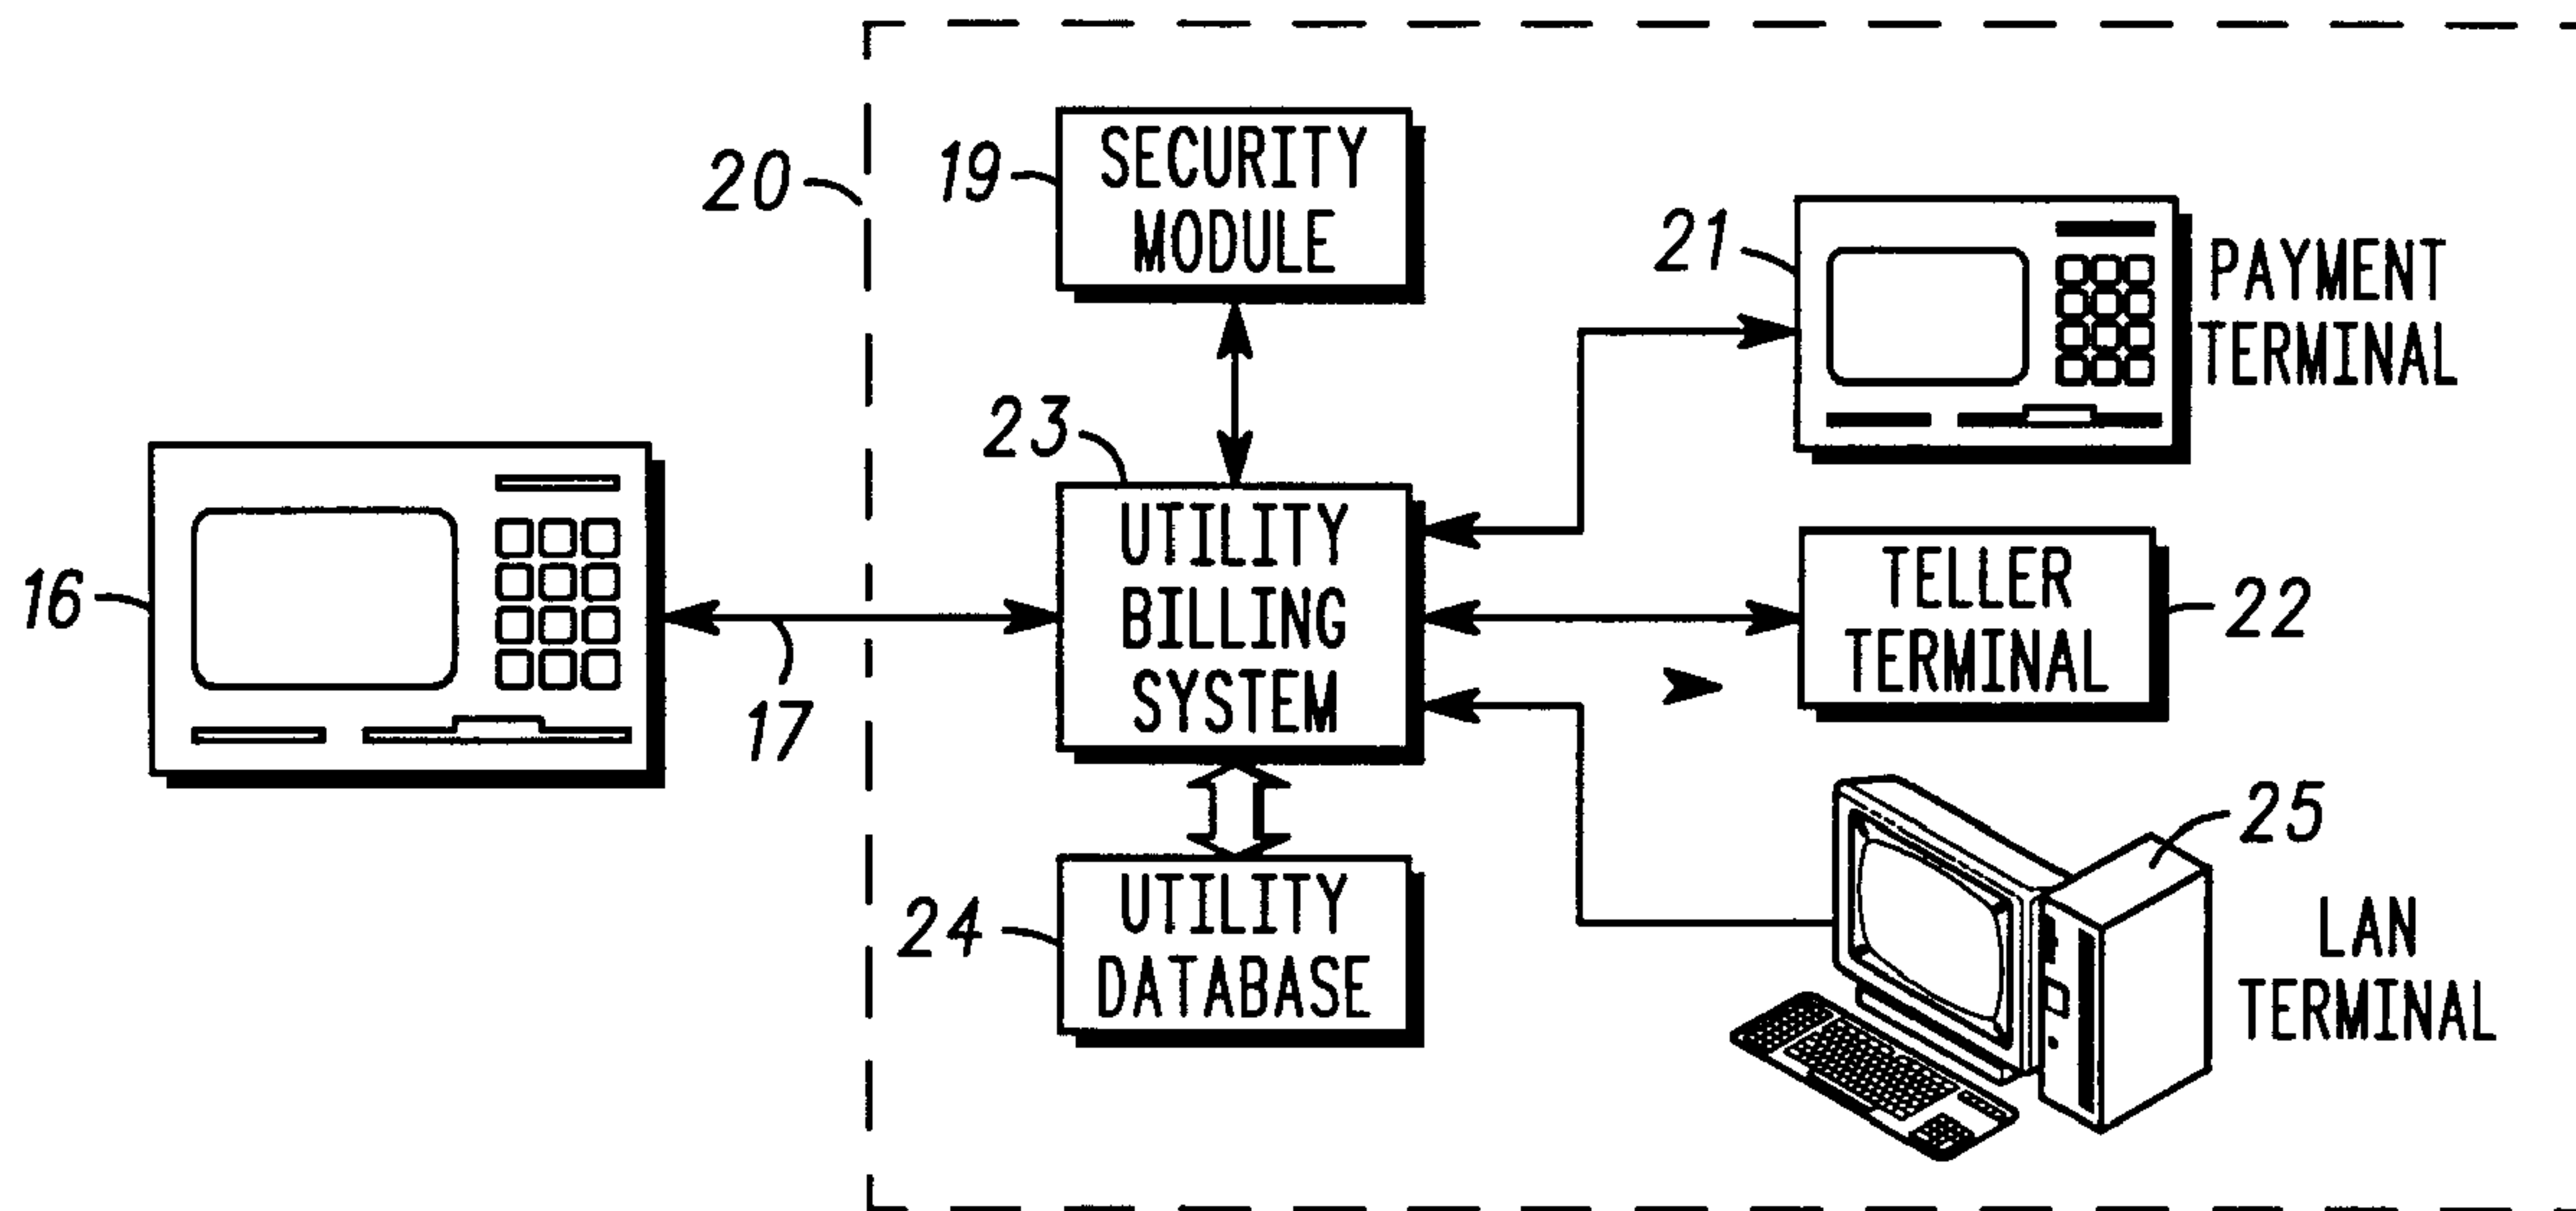 20
19
SECURITY
MODULE
21
PAYMENT
TERMINAL
23
16
17
UTILITY
BILLING
SYSTEM
TELLER
TERMINAL
22
24
UTILITY
DATABASE
25
LAN
TERMINAL